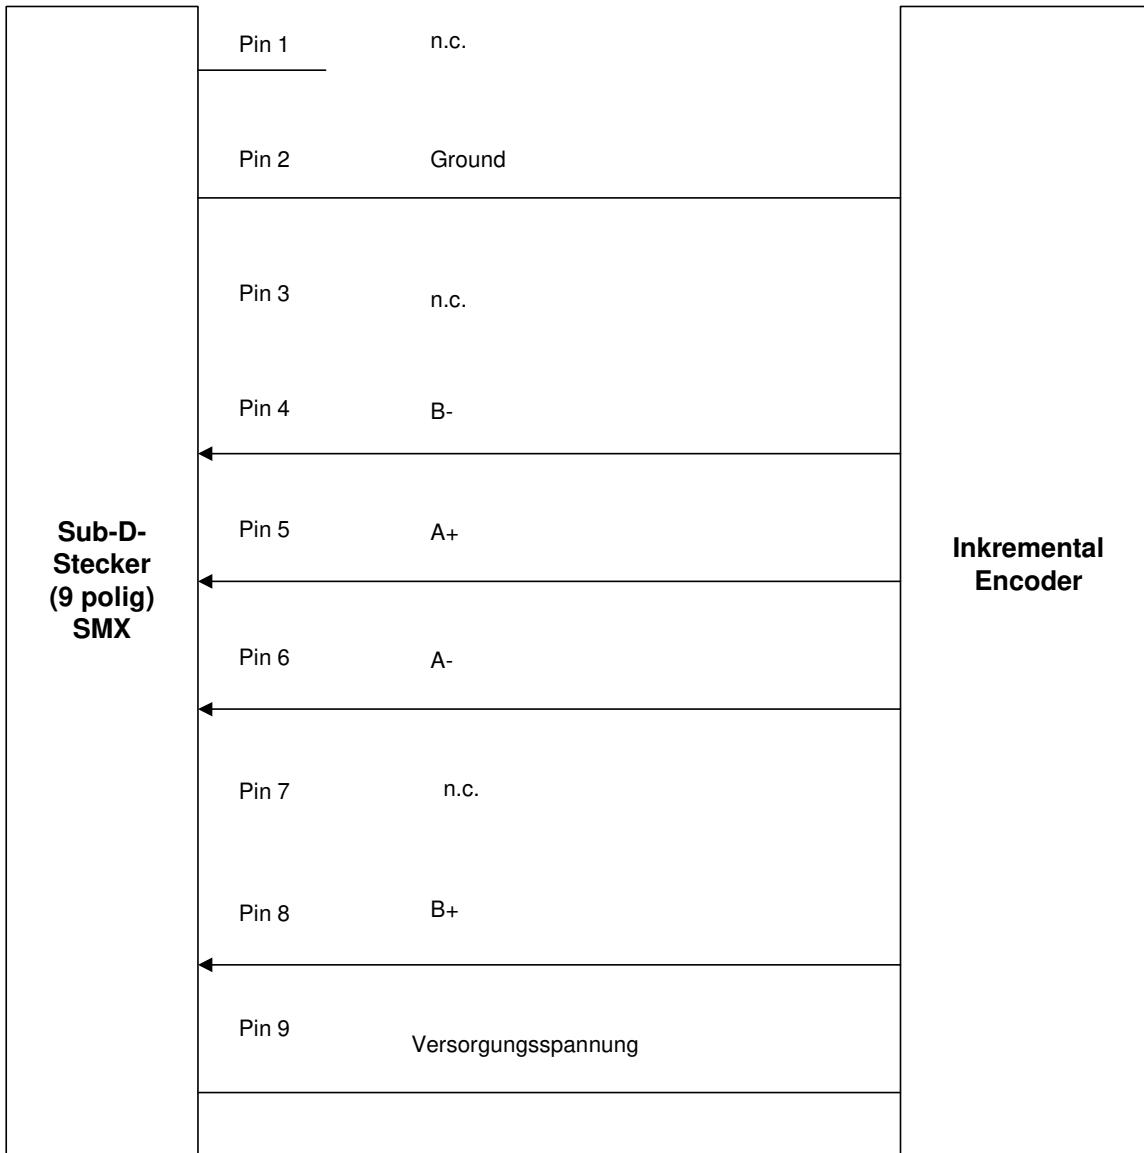 Pin 1 n.c.
Pin 2 Ground
Pin 3 n.c.
Pin 4 B-
Pin 5 A+
Pin 6 A-
Pin 7 n.c.
Pin 8 B+
Pin 9 Versorgungsspannung
Sub-D-
Stecker
(9 polig)
SMX
Inkremental
Encoder